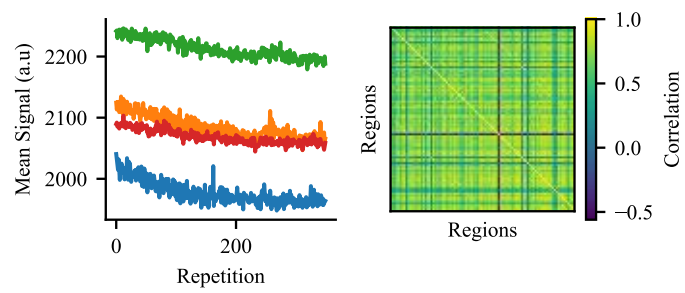 Mean Signal (a.u)
2200
2100
2000
0
200
Repetition
Regions
Regions
1.0
0.5
0.0
−0.5
Correlation